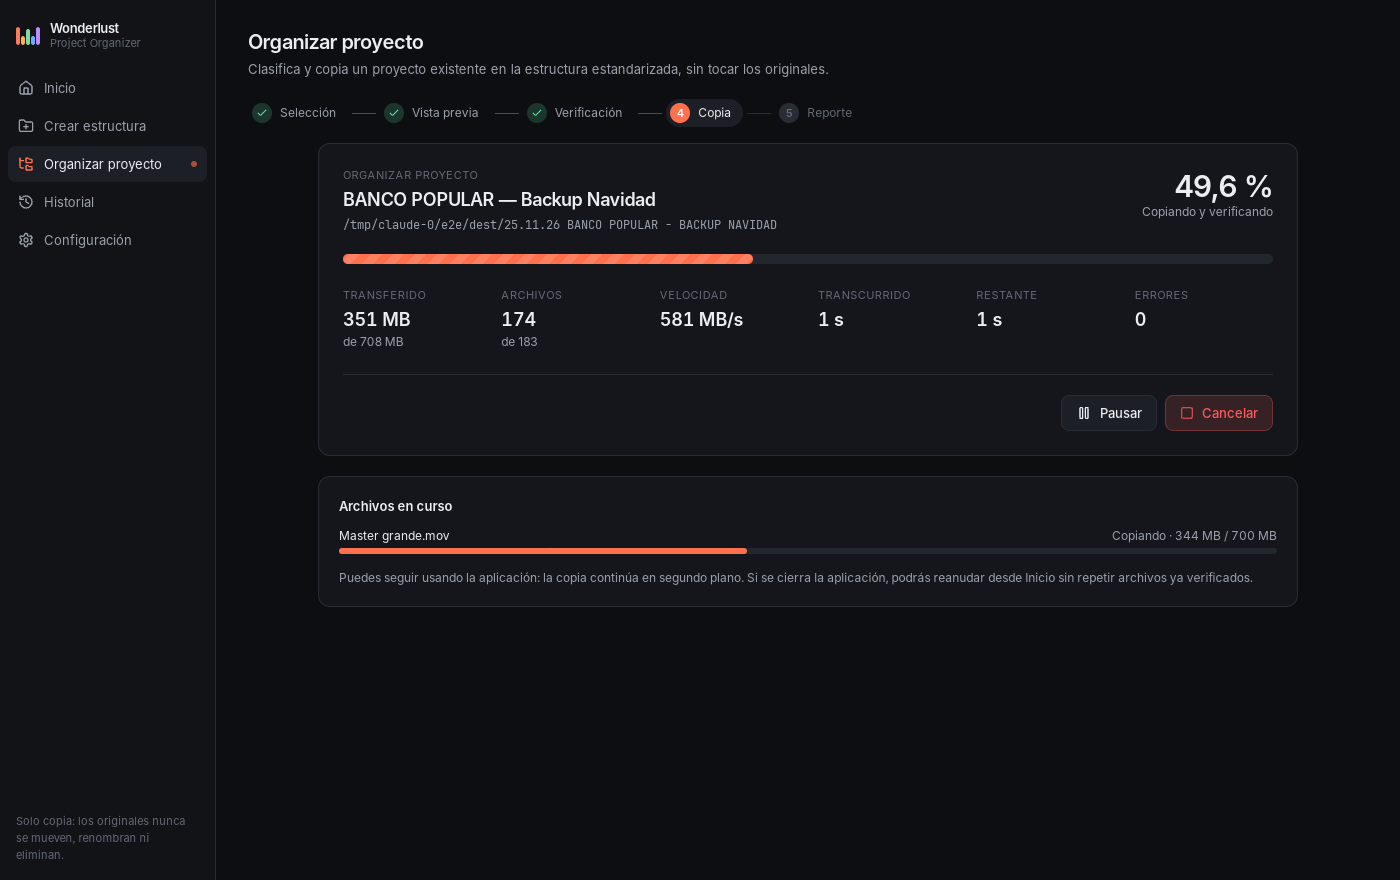 Wonderlust
Project Organizer
Inicio
Crear estructura
Organizar proyecto
Historial
Configuración
Solo copia: los originales nunca
se mueven, renombran ni
eliminan.
Organizar proyecto
Clasifica y copia un proyecto existente en la estructura estandarizada, sin tocar los originales.
Selección
Vista previa
Verificación
4 Copia
5 Reporte
ORGANIZAR PROYECTO
BANCO POPULAR — Backup Navidad
/tmp/claude-0/e2e/dest/25.11.26 BANCO POPULAR - BACKUP NAVIDAD
49,6 %
Copiando y verificando
TRANSFERIDO
351 MB
de 708 MB
ARCHIVOS
174
de 183
VELOCIDAD
581 MB/s
TRANSCURRIDO
1 s
RESTANTE
1 s
ERRORES
0
Pausar
Cancelar
Archivos en curso
Master grande.mov
Copiando · 344 MB / 700 MB
Puedes seguir usando la aplicación: la copia continúa en segundo plano. Si se cierra la aplicación, podrás reanudar desde Inicio sin repetir archivos ya verificados.